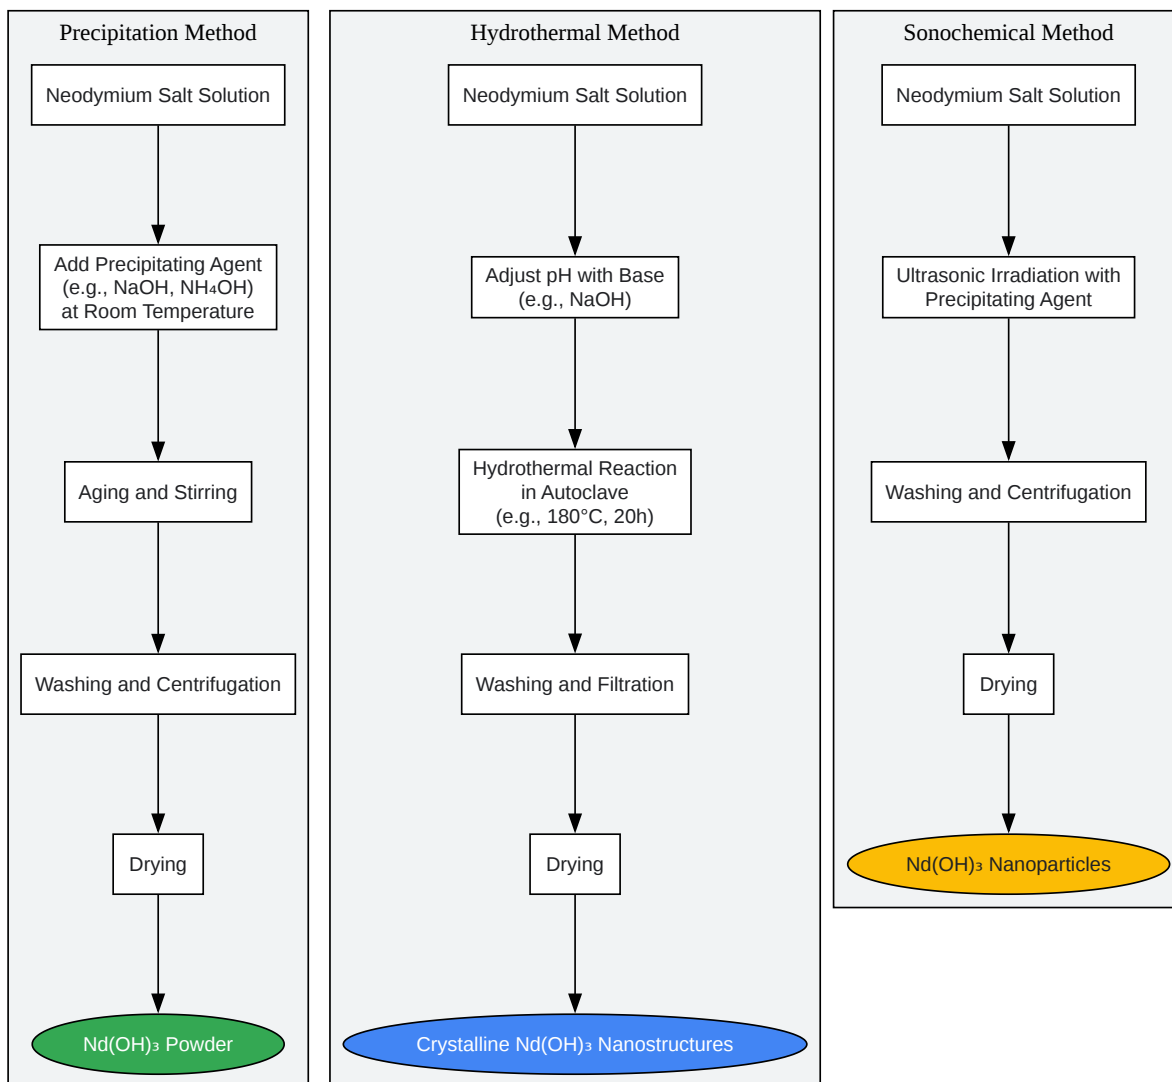 Precipitation Method
Neodymium Salt Solution
Add Precipitating Agent
(e.g., NaOH, NH₄OH)
at Room Temperature
Aging and Stirring
Washing and Centrifugation
Drying
Nd(OH)₃ Powder
Hydrothermal Method
Neodymium Salt Solution
Adjust pH with Base
(e.g., NaOH)
Hydrothermal Reaction
in Autoclave
(e.g., 180°C, 20h)
Washing and Filtration
Drying
Crystalline Nd(OH)₃ Nanostructures
Sonochemical Method
Neodymium Salt Solution
Ultrasonic Irradiation with
Precipitating Agent
Washing and Centrifugation
Drying
Nd(OH)₃ Nanoparticles